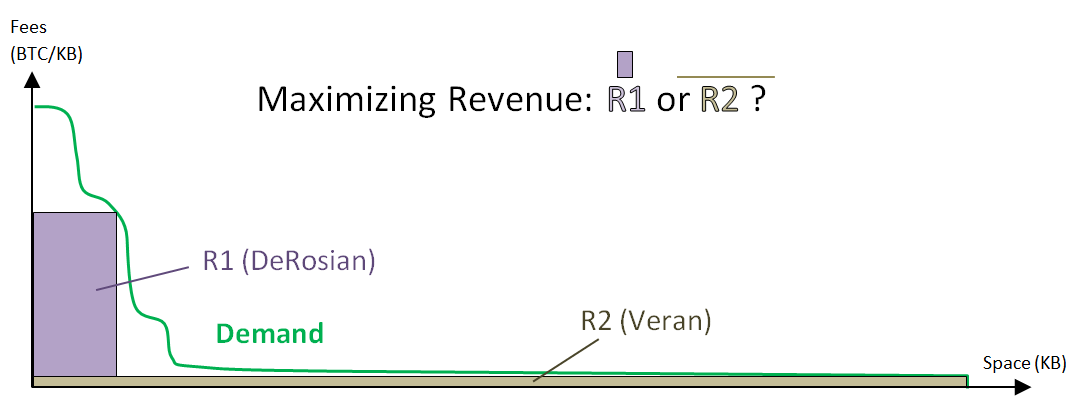 Fees
(BTC/KB)
Maximizing Revenue: R1 or R2 ?
R1 (DeRosian)
R2 (Veran)
Demand
Space (KB)